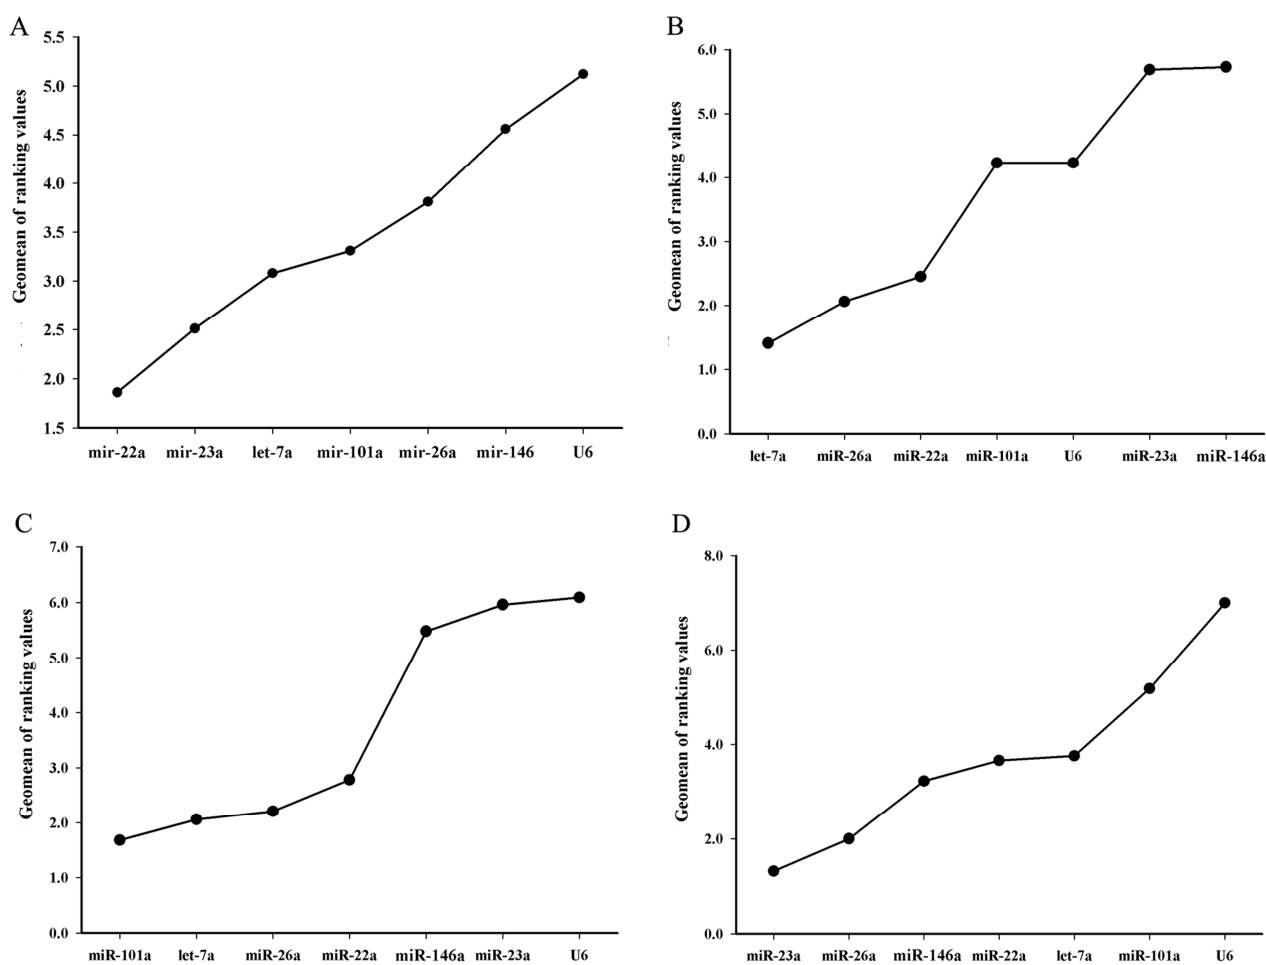 A
Geomean of ranking values
5.5
5.0
4.5
4.0
3.5
3.0
2.5
2.0
1.5
mir-22a mir-23a let-7a mir-101a mir-26a mir-146 U6
B
Geomean of ranking values
6.0
5.0
4.0
3.0
2.0
1.0
0.0
let-7a miR-26a miR-22a miR-101a U6 miR-23a miR-146a
C
Geomean of ranking values
7.0
6.0
5.0
4.0
3.0
2.0
1.0
0.0
miR-101a let-7a miR-26a miR-22a miR-146a miR-23a U6
D
Geomean of ranking values
8.0
6.0
4.0
2.0
0.0
miR-23a miR-26a miR-146a miR-22a let-7a miR-101a U6